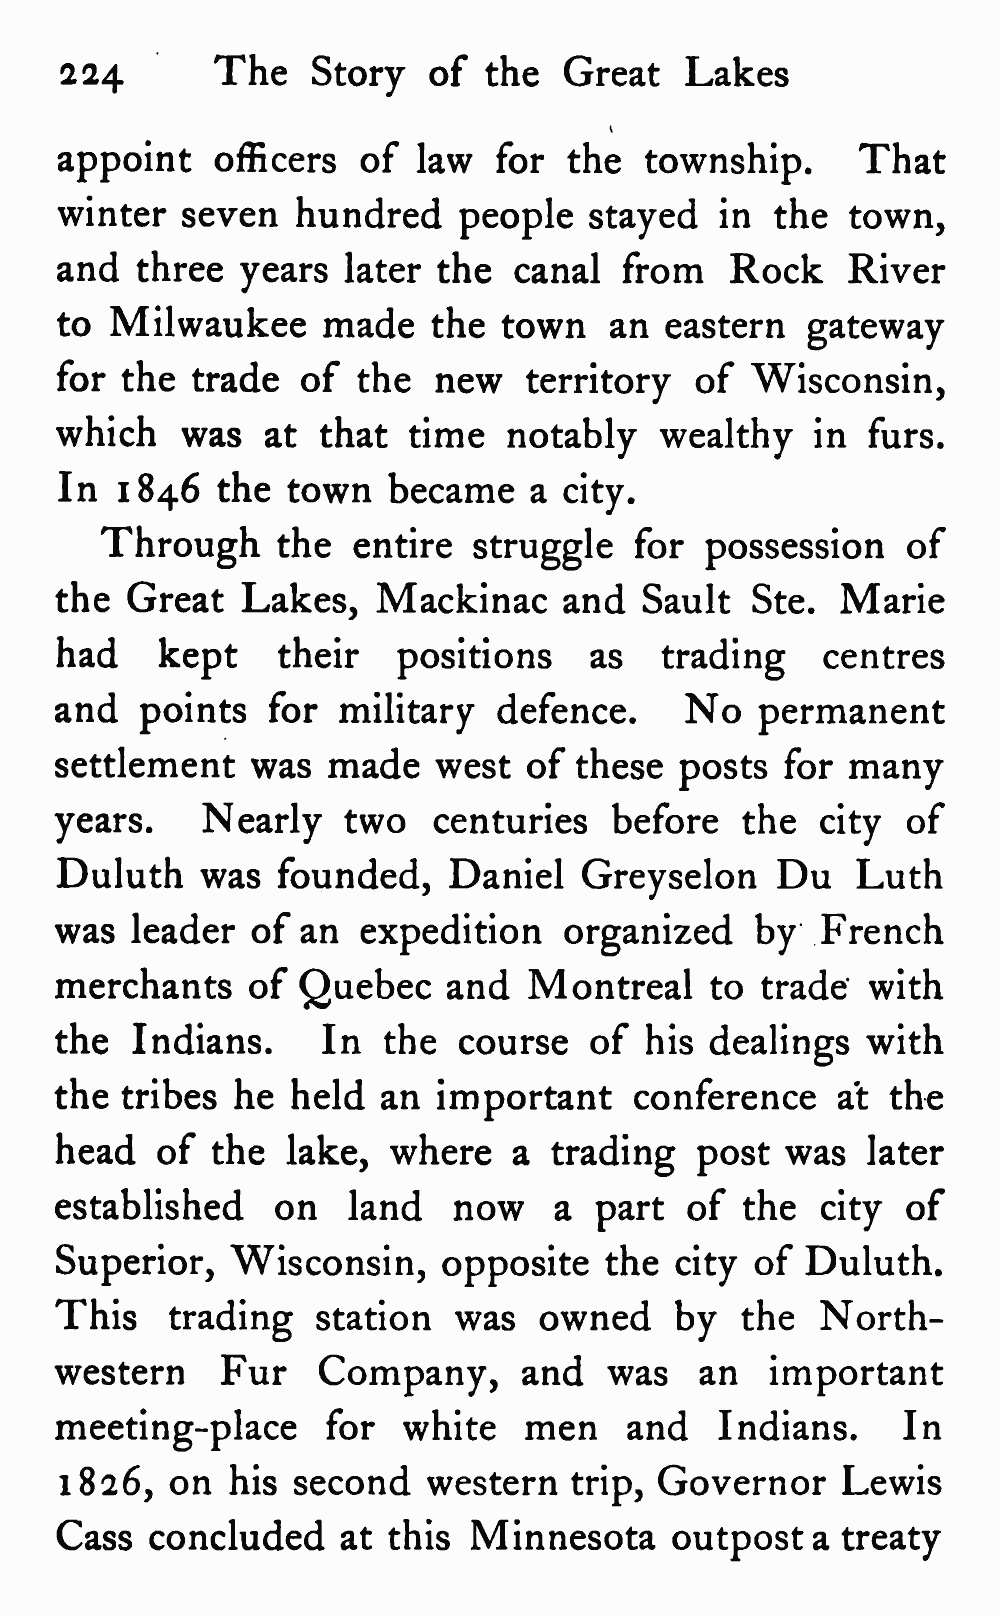 224 The Story of the Great Lakes
appoint officers of law for the township. That
winter seven hundred people stayed in the town,
and three years later the canal from Rock River
to Milwaukee made the town an eastern gateway
for the trade of the new territory of Wisconsin,
which was at that time notably wealthy in furs.
In 1846 the town became a city.
Through the entire struggle for possession of
the Great Lakes, Mackinac and Sault Ste. Marie
had kept their positions as trading centres
and points for military defence. No permanent
settlement was made west of these posts for many
years. Nearly two centuries before the city of
Duluth was founded, Daniel Greyselon Du Luth
was leader of an expedition organized by French
merchants of Quebec and Montreal to trade with
the Indians. In the course of his dealings with
the tribes he held an important conference at the
head of the lake, where a trading post was later
established on land now a part of the city of
Superior, Wisconsin, opposite the city of Duluth.
This trading station was owned by the North-
western Fur Company, and was an important
meeting-place for white men and Indians. In
1826, on his second western trip, Governor Lewis
Cass concluded at this Minnesota outpost a treaty